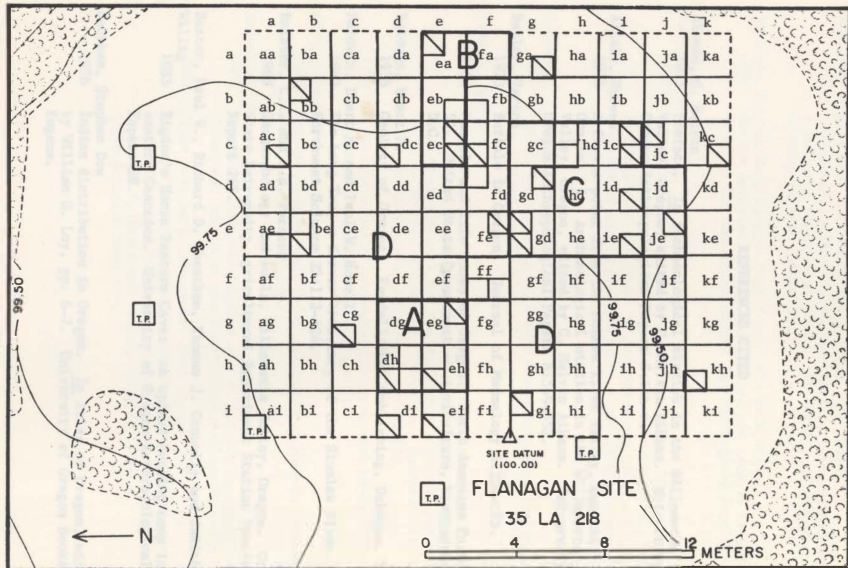 a b c d e f g h i j k
a aa ba ca da ea B fa ga ha ia ja ka
b ab bb cb db eb fb gb hb ib jb kb
c ac bc cc dc ec fc gc hc ic jc kc
T.P.
d ad bd cd dd ed fd gd hd C id jd kd
e ae be ce D de ee fe gd he ie je ke
99.75
99.50
f af bf cf df ef ff gf hf if jf kf
99.75
99.50
T.P.
g ag bg cg dg A eg fg gg D hg ig jg kg
h ah bh ch dh eh fh gh hh ih j kh
i ai bi ci di ei fi gi hi ii ji ki
T.P.
T.P.
SITE DATUM
(100.00)
T.P.
FLANAGAN SITE
35 LA 218
N
0 4 8 12
METERS